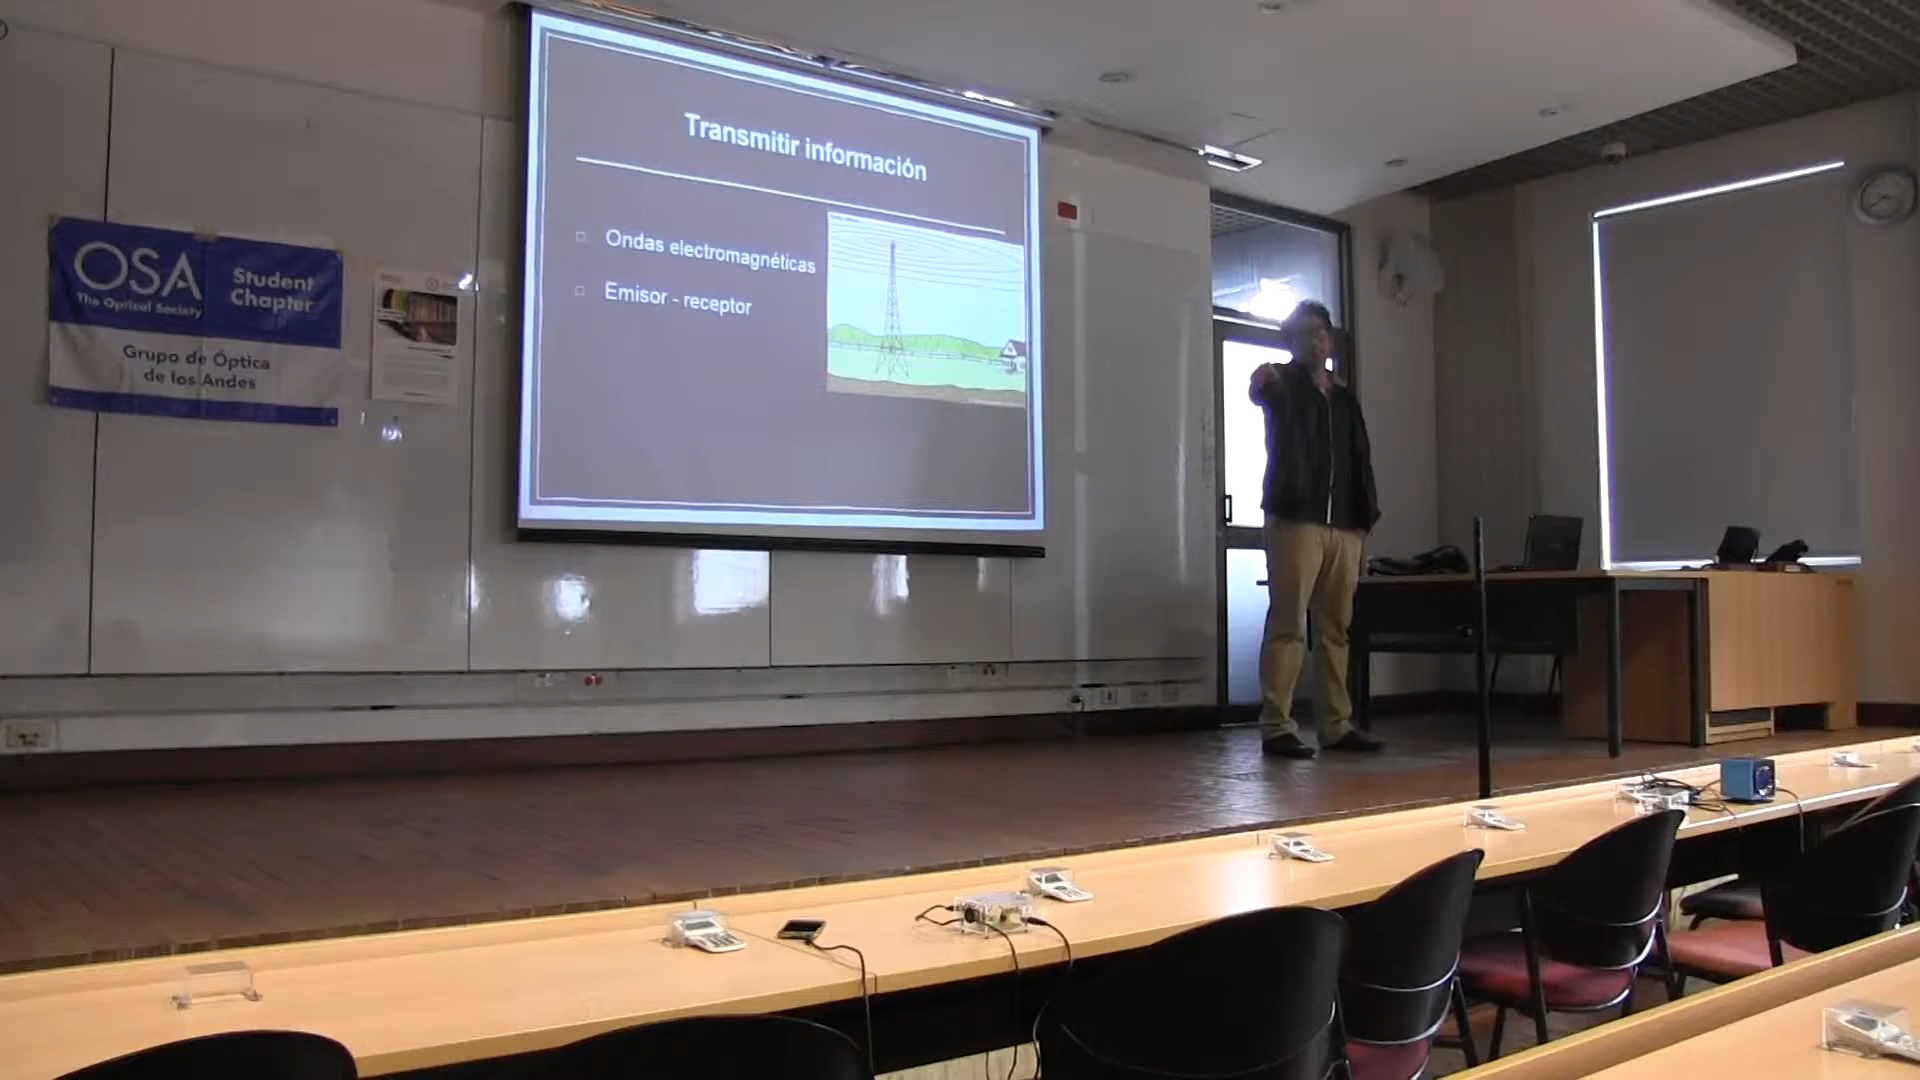 OSA
The Optical Society
Student
Chapter
Grupo de Óptica
de los Andes
Transmitir información
Ondas electromagnéticas
Emisor - receptor